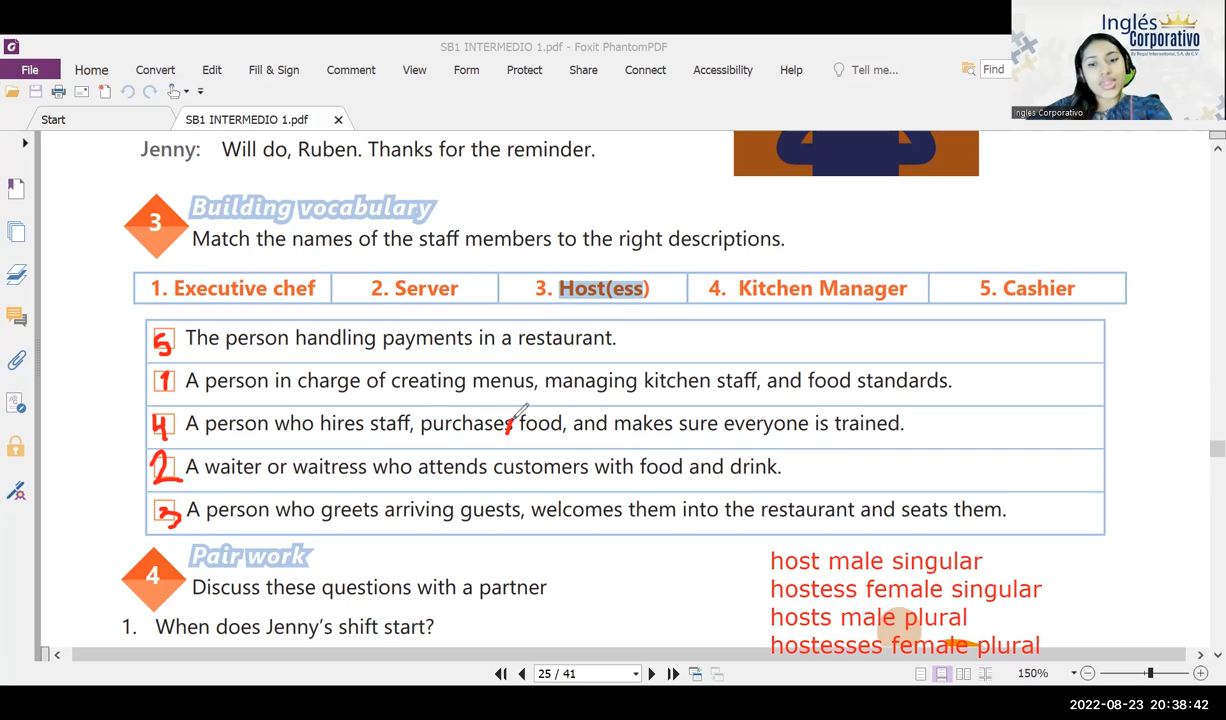 SB1 INTERMEDIO 1.pdf - Foxit PhantomPDF
Inglés
Corporativo
By Regal International, S.A. de C.V.
File Home Convert Edit Fill & Sign Comment View Form Protect Share Connect Accessibility Help Tell me... Find
Inglés Corporativo
Start SB1 INTERMEDIO 1.pdf
Jenny: Will do, Ruben. Thanks for the reminder.
3 Building vocabulary
Match the names of the staff members to the right descriptions.
1. Executive chef 2. Server 3. Host(ess) 4. Kitchen Manager 5. Cashier
5 The person handling payments in a restaurant.
1 A person in charge of creating menus, managing kitchen staff, and food standards.
4 A person who hires staff, purchases food, and makes sure everyone is trained.
2 A waiter or waitress who attends customers with food and drink.
3 A person who greets arriving guests, welcomes them into the restaurant and seats them.
4 Pair work
Discuss these questions with a partner
1. When does Jenny's shift start?
host male singular
hostess female singular
hosts male plural
hostesses female plural
25 / 41
150%
2022-08-23 20:38:42